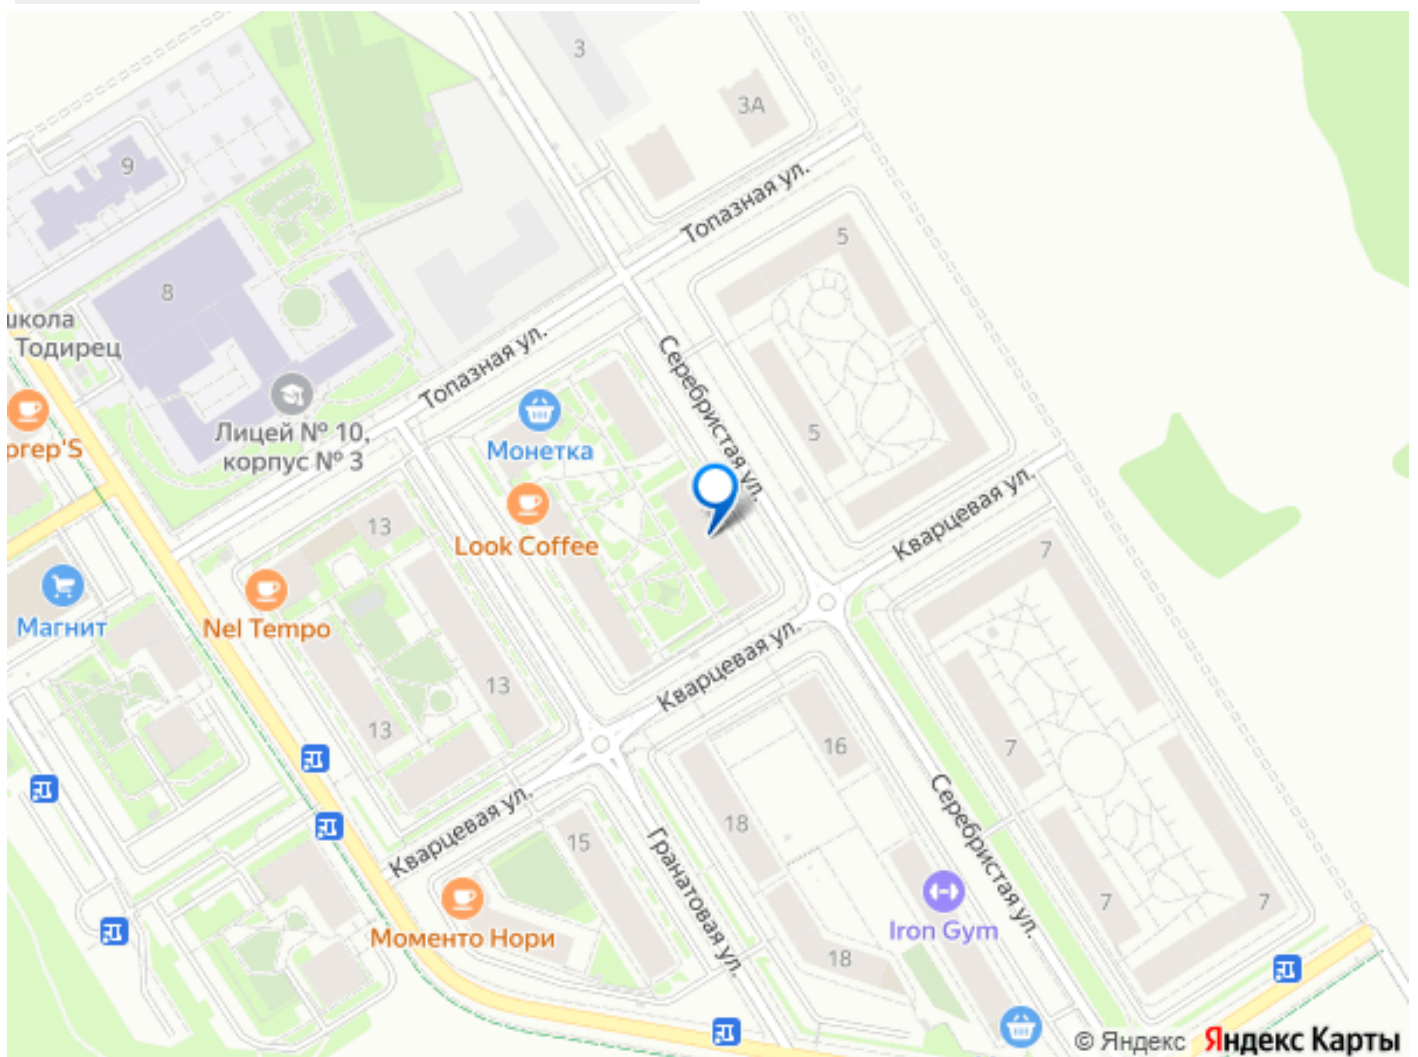 3
3А
Топазная ул.
9
5
8
школа
Тодирец
Топазная ул.
Серебристая ул.
Монетка
Лицей № 10,
корпус № 3
5
Look Coffee
Кварцевая ул.
13
7
7
Магнит
Nel Tempo
Кварцевая ул.
13
13
16
7
Кварцевая ул.
15
18
Гранатовая ул.
Серебристая ул.
Моменто Нори
Iron Gym
18
7
7
© Яндекс Яндекс Карты